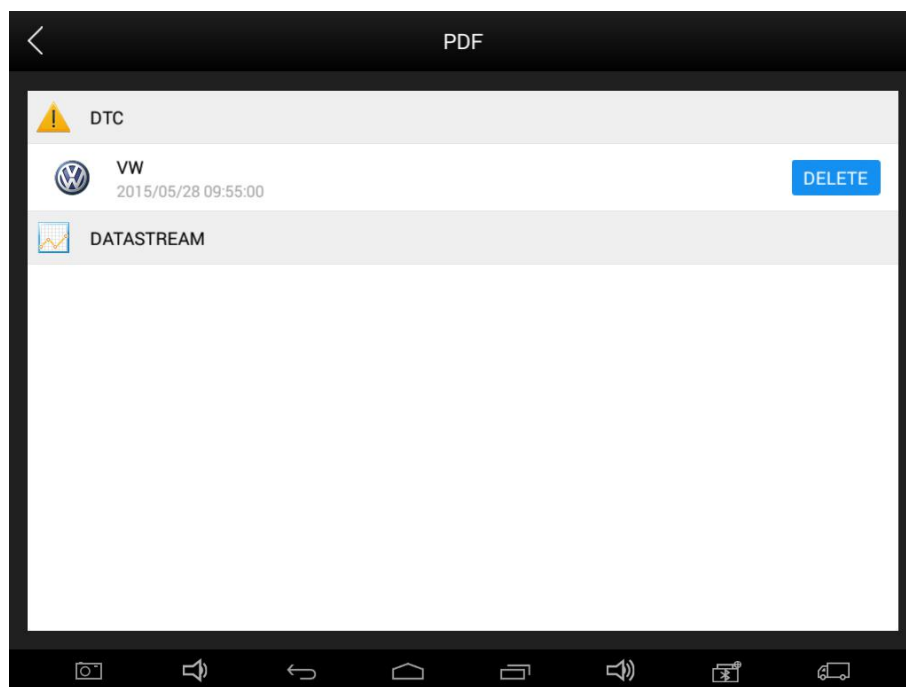 PDF
DTC
VW
2015/05/28 09:55:00
DELETE
DATASTREAM